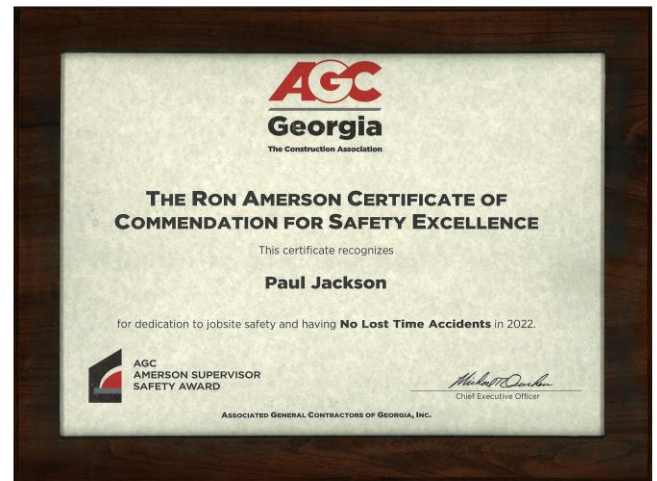 AGC
Georgia
The Construction Association
THE RON AMERSON CERTIFICATE OF
COMMENDATION FOR SAFETY EXCELLENCE
This certificate recognizes
Paul Jackson
for dedication to jobsite safety and having No Lost Time Accidents in 2022.
AGC
AMERSON SUPERVISOR
SAFETY AWARD
Chief Executive Officer
ASSOCIATED GENERAL CONTRACTORS OF GEORGIA, INC.